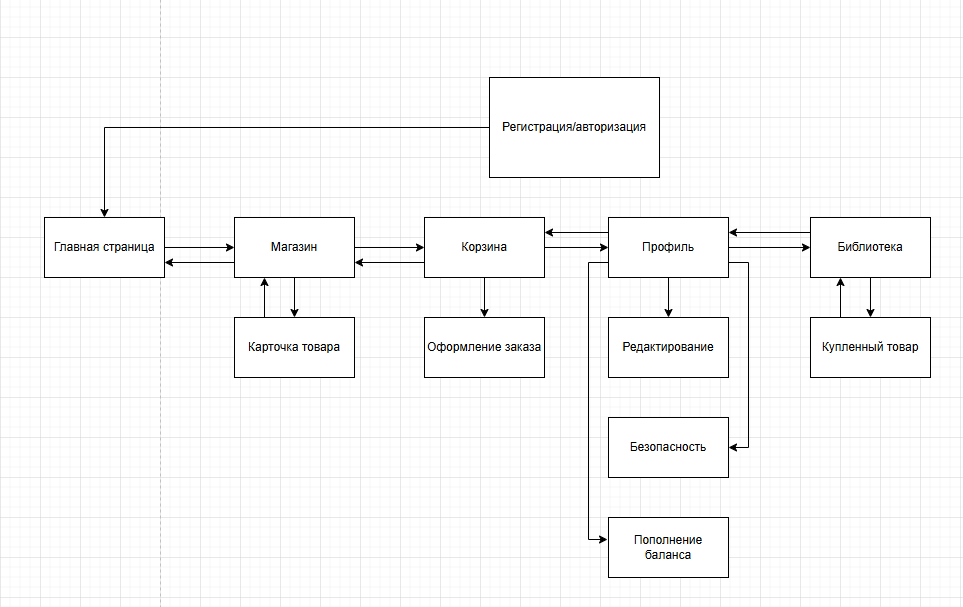 Регистрация/авторизация
Главная страница
Магазин
Корзина
Профиль
Библиотека
Карточка товара
Оформление заказа
Редактирование
Купленный товар
Безопасность
Пополнение
баланса